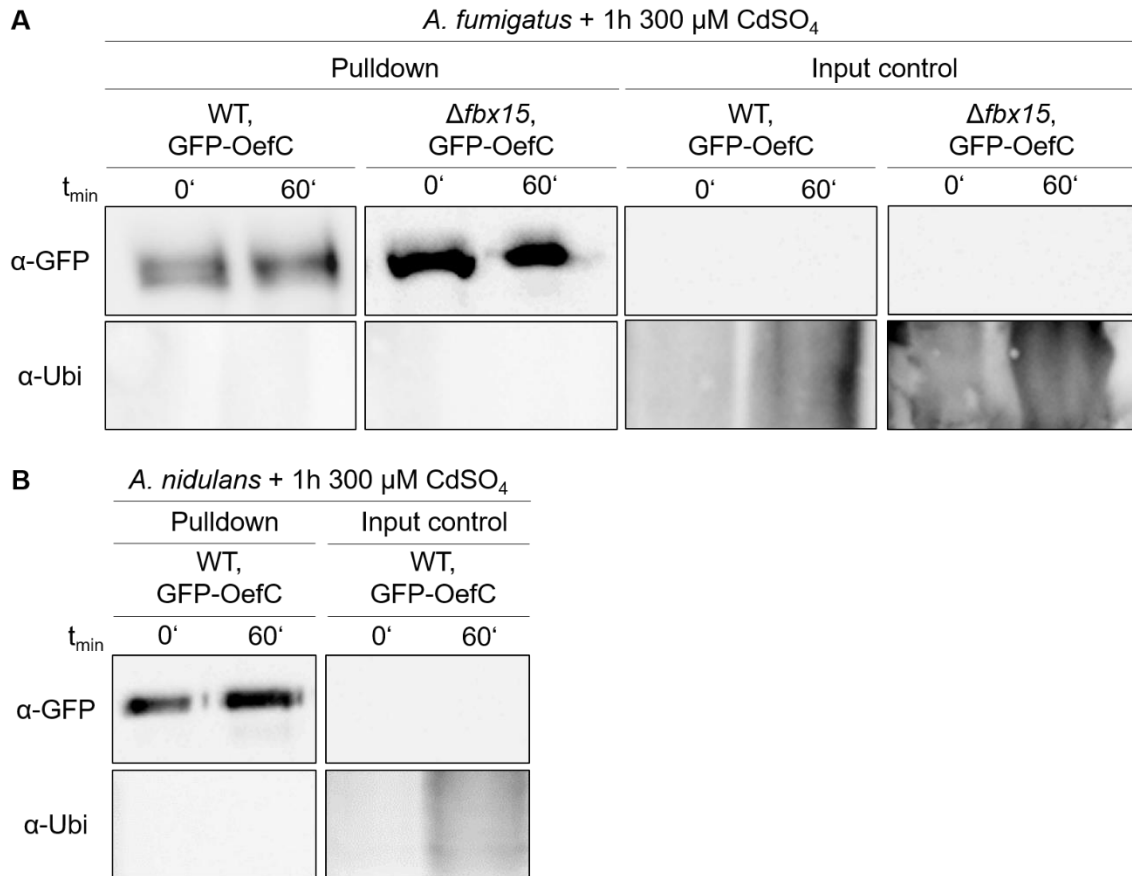 A
A. fumigatus + 1h 300 µM CdSO₄
Pulldown Input control
WT, GFP-OefC Δfbx15, GFP-OefC WT, GFP-OefC Δfbx15, GFP-OefC
t_min 0‘ 60‘ 0‘ 60‘ 0‘ 60‘ 0‘ 60‘
α-GFP
α-Ubi
B
A. nidulans + 1h 300 µM CdSO₄
Pulldown Input control
WT, GFP-OefC WT, GFP-OefC
t_min 0‘ 60‘ 0‘ 60‘
α-GFP
α-Ubi